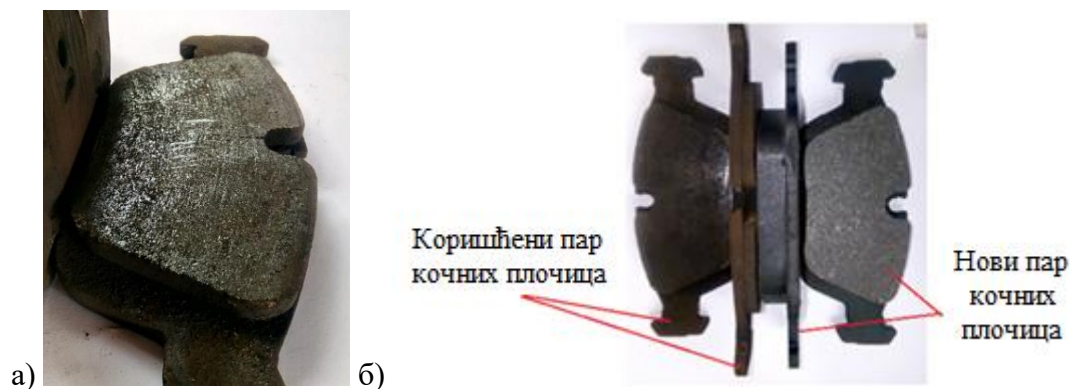 а)
б)
Коришћени пар
кочних плочица
Нови пар
кочних
плочица